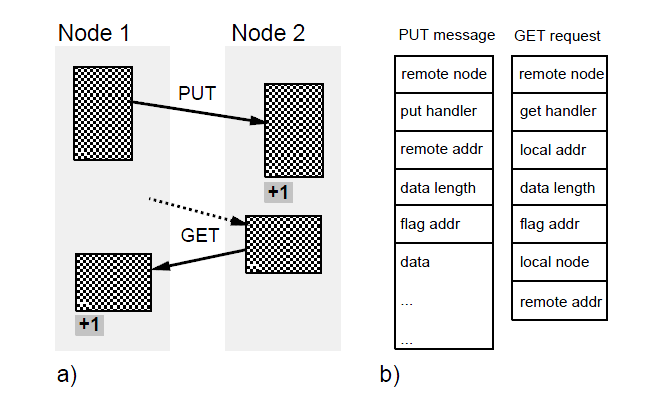 Node 1
Node 2
PUT
+1
GET
+1
a)
PUT message
remote node
put handler
remote addr
data length
flag addr
data
...
...
GET request
remote node
get handler
local addr
data length
flag addr
local node
remote addr
b)